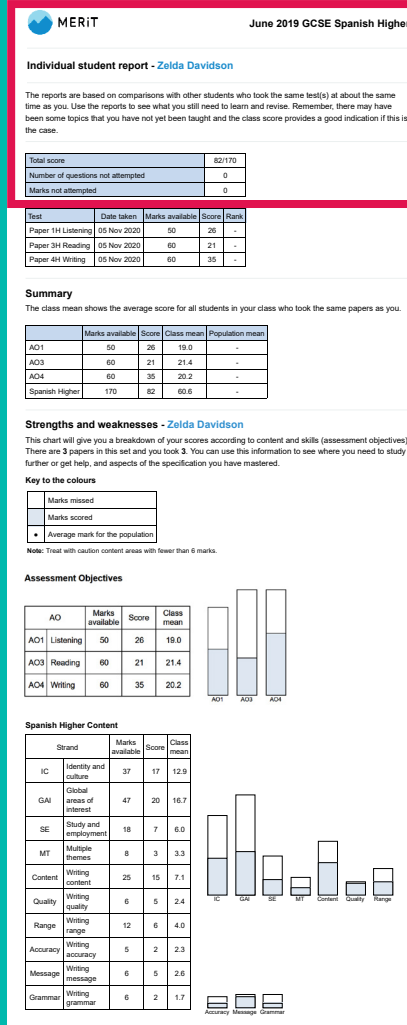 MERiT
June 2019 GCSE Spanish Higher
Individual student report - Zelda Davidson
The reports are based on comparisons with other students who took the same test(s) at about the same
time as you. Use the reports to see what you still need to learn and revise. Remember, there may have
been some topics that you have not yet been taught and the class score provides a good indication if this is
the case.
Total score 82/170
Number of questions not attempted 0
Marks not attempted 0
Test Date taken Marks available Score Rank
Paper 1H Listening 05 Nov 2020 50 26 -
Paper 3H Reading 05 Nov 2020 60 21 -
Paper 4H Writing 05 Nov 2020 60 35 -
Summary
The class mean shows the average score for all students in your class who took the same papers as you.
Marks available Score Class mean Population mean
AO1 50 26 19.0 -
AO3 60 21 21.4 -
AO4 60 35 20.2 -
Spanish Higher 170 82 60.6 -
Strengths and weaknesses - Zelda Davidson
This chart will give you a breakdown of your scores according to content and skills (assessment objectives)
There are 3 papers in this set and you took 3. You can use this information to see where you need to study
further or get help, and aspects of the specification you have mastered.
Key to the colours
Marks missed
Marks scored
• Average mark for the population
Note: Treat with caution content areas with fewer than 6 marks.
Assessment Objectives
AO Marks available Score Class mean
AO1 Listening 50 26 19.0
AO3 Reading 60 21 21.4
AO4 Writing 60 35 20.2
AO1 AO3 AO4
Spanish Higher Content
Strand Marks available Score Class mean
IC Identity and culture 37 17 12.9
GAI Global areas of interest 47 20 16.7
SE Study and employment 18 7 6.0
MT Multiple themes 8 3 3.3
Content Writing content 25 15 7.1
Quality Writing quality 6 5 2.4
Range Writing range 12 6 4.0
Accuracy Writing accuracy 5 2 2.3
Message Writing message 6 5 2.6
Grammar Writing grammar 6 2 1.7
IC GAI SE MT Content Quality Range
Accuracy Message Grammar